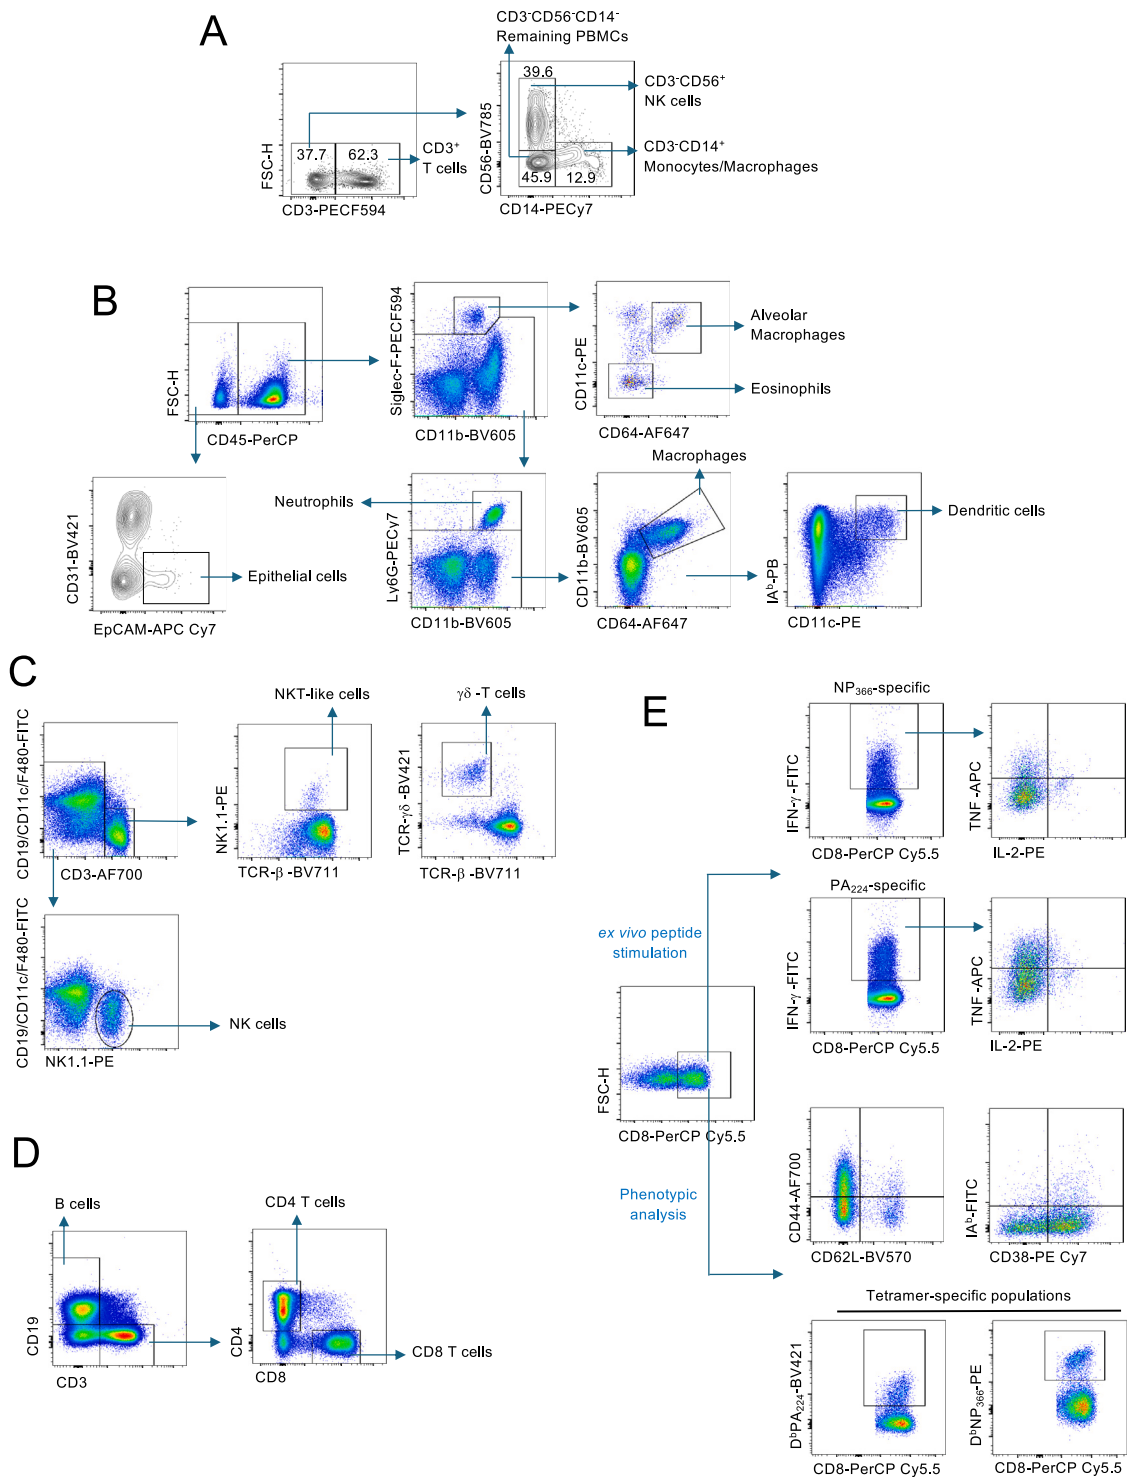 A
CD3-CD56-CD14-
Remaining PBMCs
39.6
CD3-CD56+
NK cells
37.7
62.3
CD3+
T cells
CD3-CD14+
Monocytes/Macrophages
45.9
12.9
FSC-H
CD3-PECF594
CD56-BV785
CD14-PECy7
B
FSC-H
CD45-PerCP
Siglec-F-PECF594
CD11b-BV605
CD11c-PE
CD64-AF647
Alveolar
Macrophages
Eosinophils
CD31-BV421
EpCAM-APC Cy7
Epithelial cells
Neutrophils
Ly6G-PECy7
CD11b-BV605
Macrophages
CD11b-BV605
CD64-AF647
IAb-PB
CD11c-PE
Dendritic cells
C
CD19/CD11c/F480-FITC
CD3-AF700
NKT-like cells
NK1.1-PE
TCR-β -BV711
γδ -T cells
TCR-γδ -BV421
TCR-β -BV711
CD19/CD11c/F480-FITC
NK1.1-PE
NK cells
D
B cells
CD19
CD3
CD4 T cells
CD4
CD8
CD8 T cells
E
NP366-specific
IFN-γ -FITC
CD8-PerCP Cy5.5
TNF -APC
IL-2-PE
PA224-specific
IFN-γ -FITC
CD8-PerCP Cy5.5
TNF -APC
IL-2-PE
ex vivo peptide
stimulation
FSC-H
CD8-PerCP Cy5.5
Phenotypic
analysis
CD44-AF700
CD62L-BV570
IAb-FITC
CD38-PE Cy7
Tetramer-specific populations
DbPA224-BV421
CD8-PerCP Cy5.5
DbNP366-PE
CD8-PerCP Cy5.5